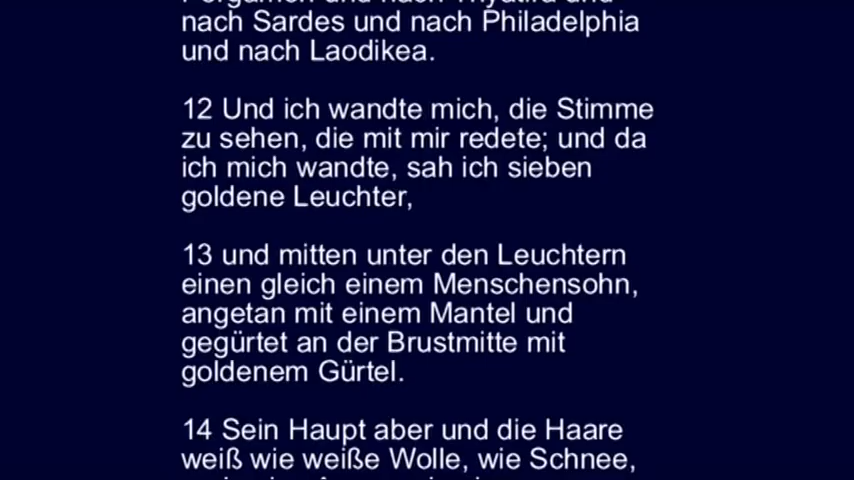 nach Sardes und nach Philadelphia
und nach Laodikea.
12 Und ich wandte mich, die Stimme
zu sehen, die mit mir redete; und da
ich mich wandte, sah ich sieben
goldene Leuchter,
13 und mitten unter den Leuchtern
einen gleich einem Menschensohn,
angetan mit einem Mantel und
gegürtet an der Brustmitte mit
goldenem Gürtel.
14 Sein Haupt aber und die Haare
weiß wie weiße Wolle, wie Schnee,